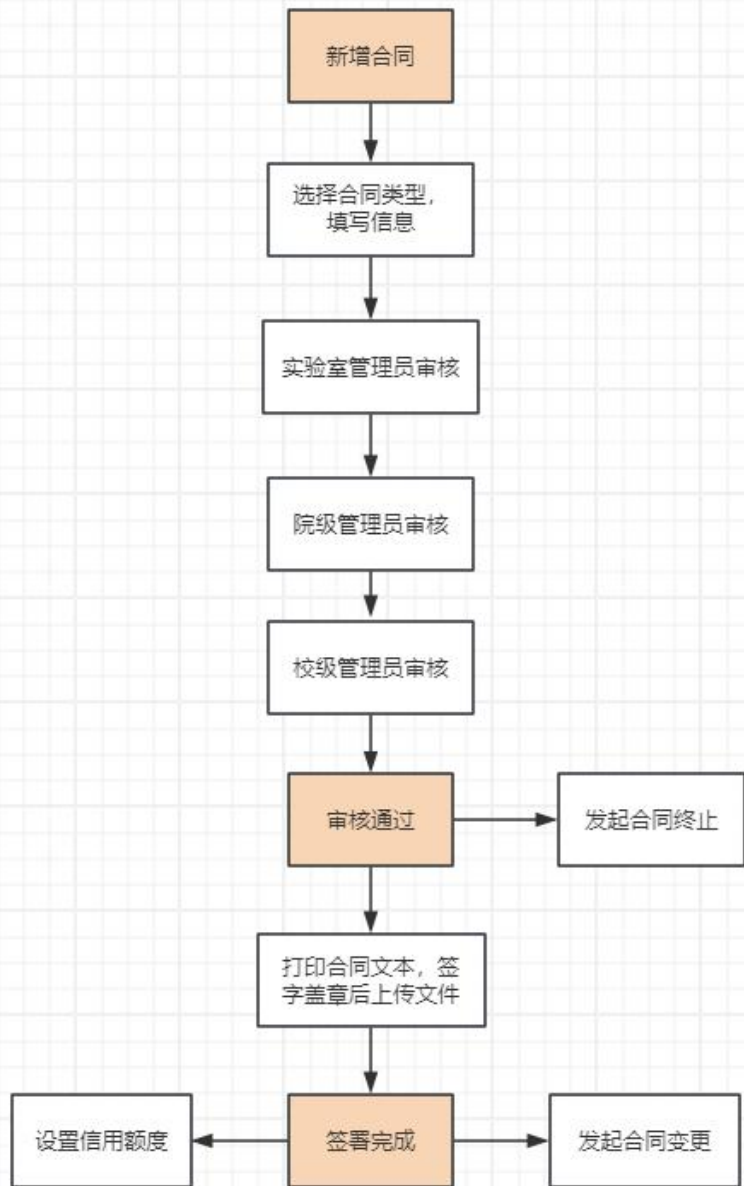 新增合同
选择合同类型，
填写信息
实验室管理员审核
院级管理员审核
校级管理员审核
审核通过
发起合同终止
打印合同文本，签
字盖章后上传文件
设置信用额度
签署完成
发起合同变更